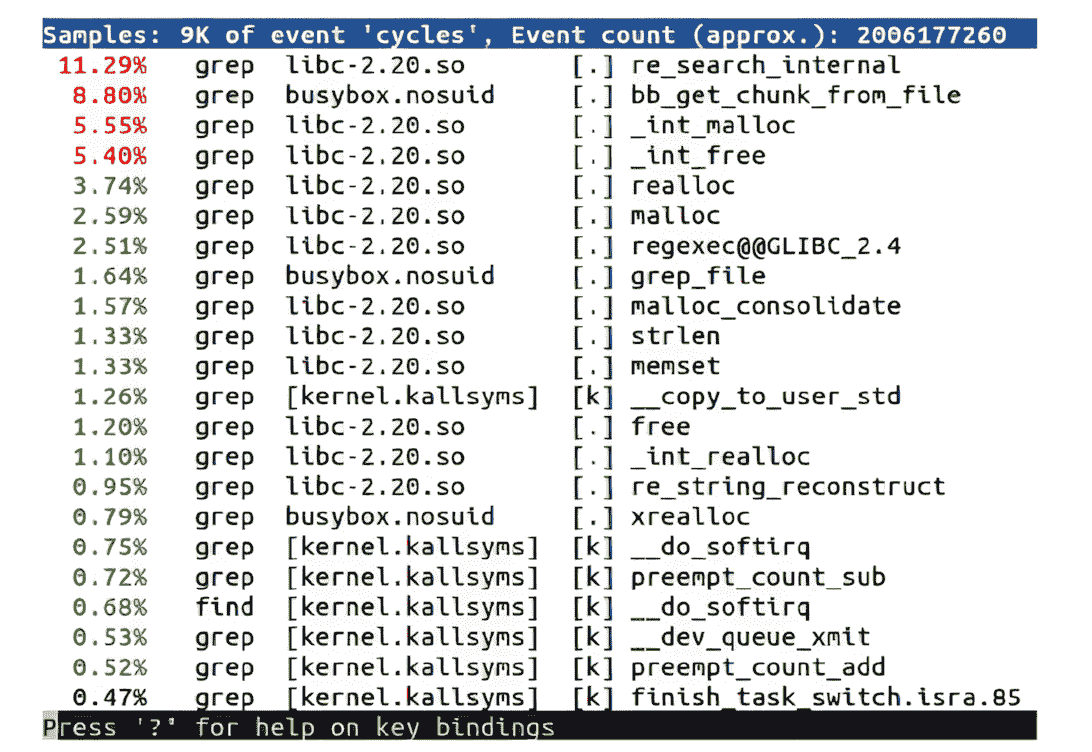 Samples: 9K of event 'cycles', Event count (approx.): 2006177260
11.29% grep libc-2.20.so [.] re_search_internal
8.80% grep busybox.nosuid [.] bb_get_chunk_from_file
5.55% grep libc-2.20.so [.] _int_malloc
5.40% grep libc-2.20.so [.] _int_free
3.74% grep libc-2.20.so [.] realloc
2.59% grep libc-2.20.so [.] malloc
2.51% grep libc-2.20.so [.] regexec@@GLIBC_2.4
1.64% grep busybox.nosuid [.] grep_file
1.57% grep libc-2.20.so [.] malloc_consolidate
1.33% grep libc-2.20.so [.] strlen
1.33% grep libc-2.20.so [.] memset
1.26% grep [kernel.kallsyms] [k] __copy_to_user_std
1.20% grep libc-2.20.so [.] free
1.10% grep libc-2.20.so [.] _int_realloc
0.95% grep libc-2.20.so [.] re_string_reconstruct
0.79% grep busybox.nosuid [.] xrealloc
0.75% grep [kernel.kallsyms] [k] __do_softirq
0.72% grep [kernel.kallsyms] [k] preempt_count_sub
0.68% find [kernel.kallsyms] [k] __do_softirq
0.53% grep [kernel.kallsyms] [k] __dev_queue_xmit
0.52% grep [kernel.kallsyms] [k] preempt_count_add
0.47% grep [kernel.kallsyms] [k] finish_task_switch.isra.85
Press '?' for help on key bindings